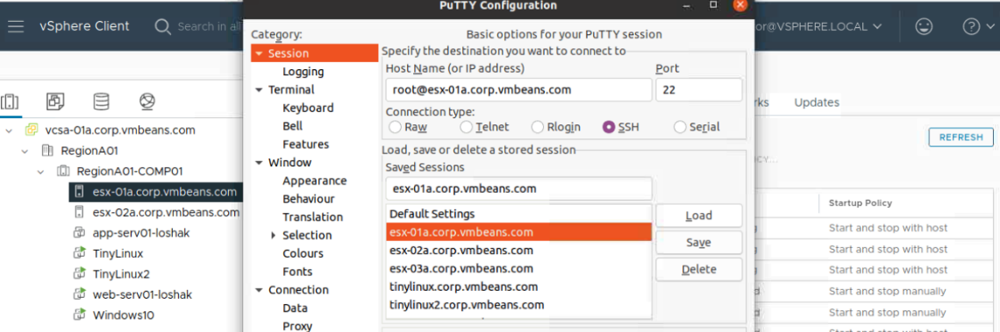 PuTTY Configuration
vSphere Client
Search in all
or@VSPHERE.LOCAL
Category:
Basic options for your PuTTY session
Session
Logging
Terminal
Keyboard
Bell
Features
Window
Appearance
Behaviour
Translation
Selection
Colours
Fonts
Connection
Data
Proxy
Specify the destination you want to connect to
Host Name (or IP address) Port
root@esx-01a.corp.vmbeans.com 22
Connection type:
Raw Telnet Rlogin SSH Serial
Load, save or delete a stored session
Saved Sessions
esx-01a.corp.vmbeans.com
Default Settings
esx-01a.corp.vmbeans.com
esx-02a.corp.vmbeans.com
esx-03a.corp.vmbeans.com
tinylinux.corp.vmbeans.com
tinylinux2.corp.vmbeans.com
Load
Save
Delete
vcsa-01a.corp.vmbeans.com
RegionA01
RegionA01-COMP01
esx-01a.corp.vmbeans.com
esx-02a.corp.vmbeans.com
app-serv01-loshak
TinyLinux
TinyLinux2
web-serv01-loshak
Windows10
ks Updates
REFRESH
Startup Policy
g Start and stop with host
g Start and stop with host
g Start and stop with host
d Start and stop manually
d Start and stop manually